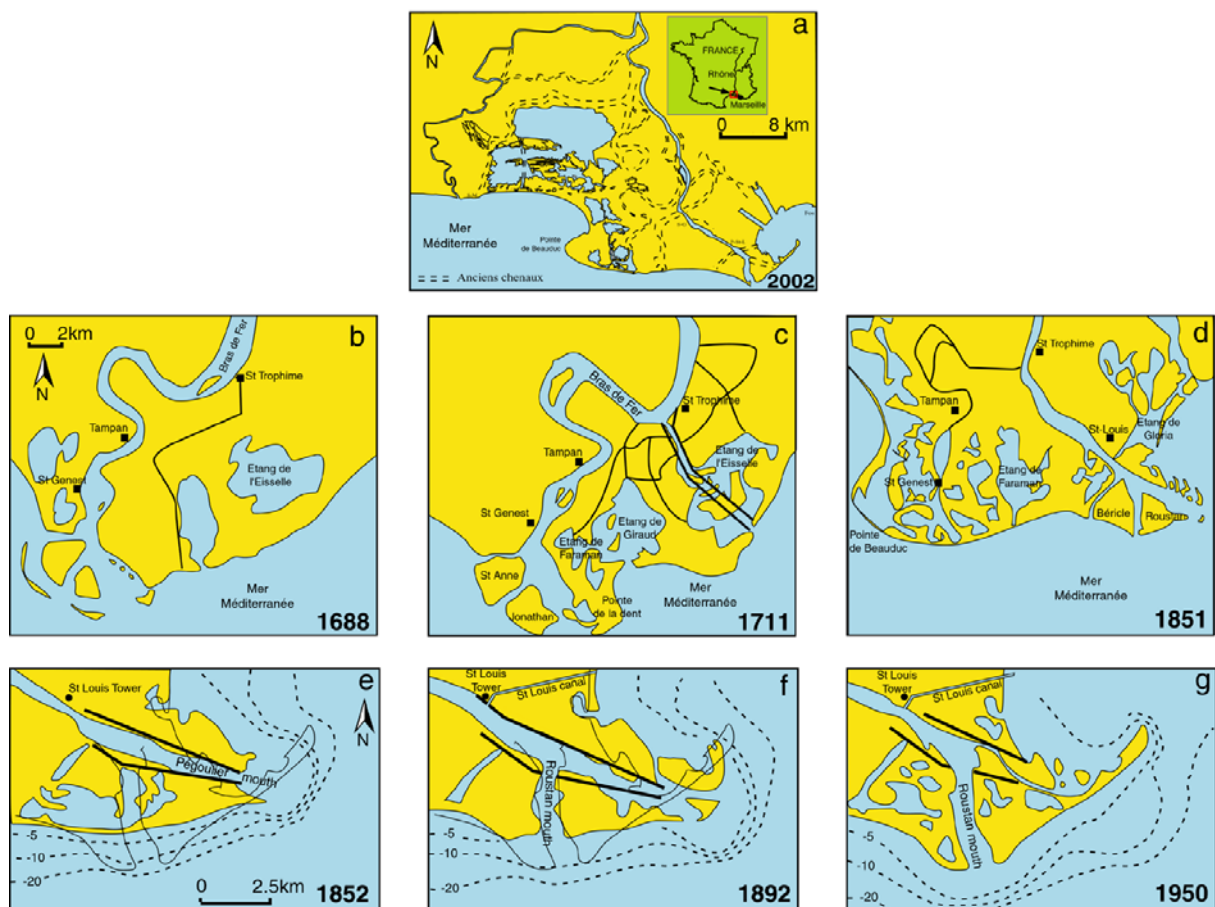 a
N
FRANCE
Rhône
Marseille
0 8 km
Mer
Méditerranée
Pointe
de Beauduc
Anciens chenaux
2002
b
0 2km
N
Bras de Fer
St Trophime
Tampan
St Genest
Etang de
l'Eisselle
Mer
Méditerranée
1688
c
Bras de Fer
St Trophime
Tampan
Etang de
l'Eisselle
St Genest
Etang de
Giraud
Etang de
Faraman
St Anne
Jonathan
Pointe
de la dent
Mer
Méditerranée
1711
d
St Trophime
Tampan
St-Louis
Etang de
Gloria
St Genest
Etang de
Faraman
Béricle
Roustan
Pointe
de Beauduc
Mer
Méditerranée
1851
e
St Louis Tower
N
Pégoulier mouth
-5
-10
-20
0 2.5km
1852
f
St Louis
Tower
St Louis canal
Roustan mouth
-5
-10
-20
1892
g
St Louis
Tower
St Louis canal
Roustan mouth
-5
-10
-20
1950